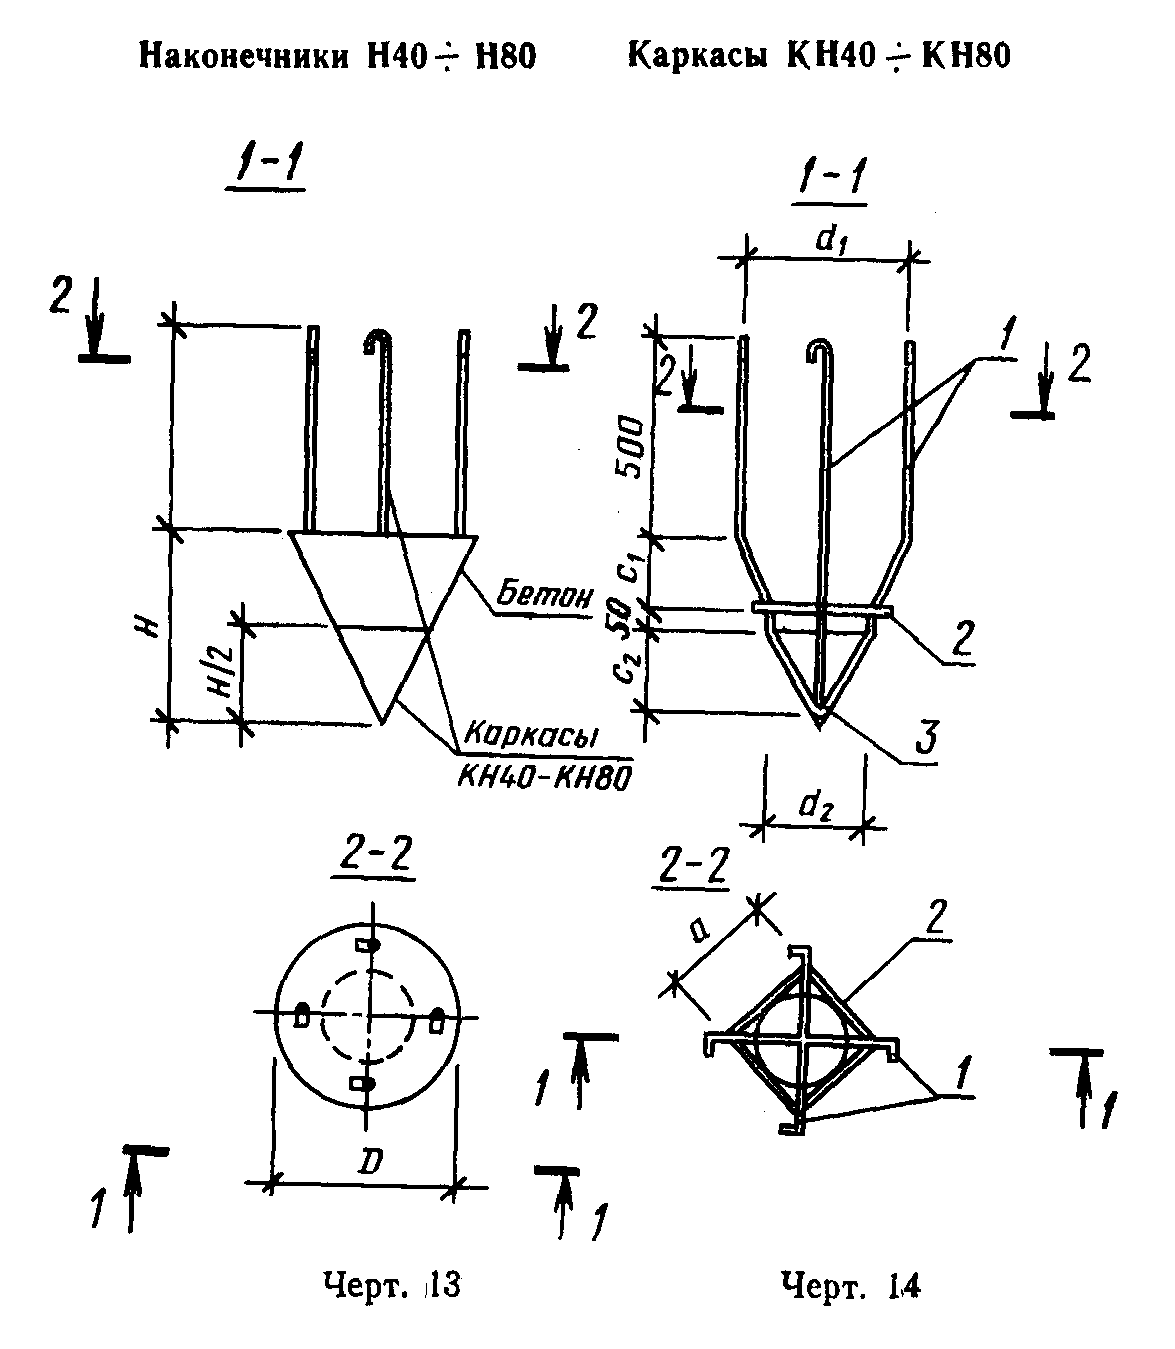 Наконечники Н40÷Н80
Каркасы КН40÷КН80
1-1
2
2
H
H/2
Бетон
Каркасы
КН40-КН80
2-2
D
1
1
Черт. 13
1-1
d₁
500
2
2
1
c₁
50
c₂
2
3
d₂
2-2
a
2
1
1
1
Черт. 14